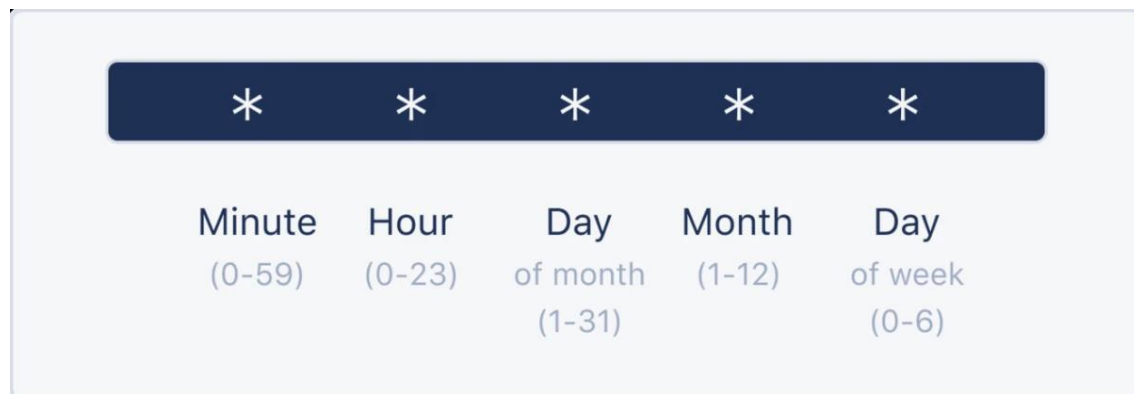 * * * * *
Minute Hour Day Month Day
(0-59) (0-23) of month (1-12) of week
(1-31) (0-6)